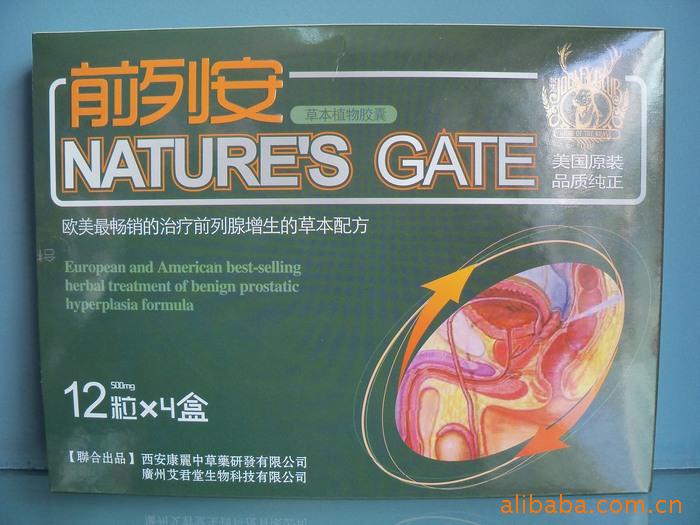 前列安
草本植物胶囊
NATURE'S GATE
美国原装
品质纯正
欧美最畅销的治疗前列腺增生的草本配方
European and American best-selling
herbal treatment of benign prostatic
hyperplasia formula
500mg
12粒×4盒
【聯合出品】西安康麗中草藥研發有限公司
廣州艾君堂生物科技有限公司
alibaba.com.cn